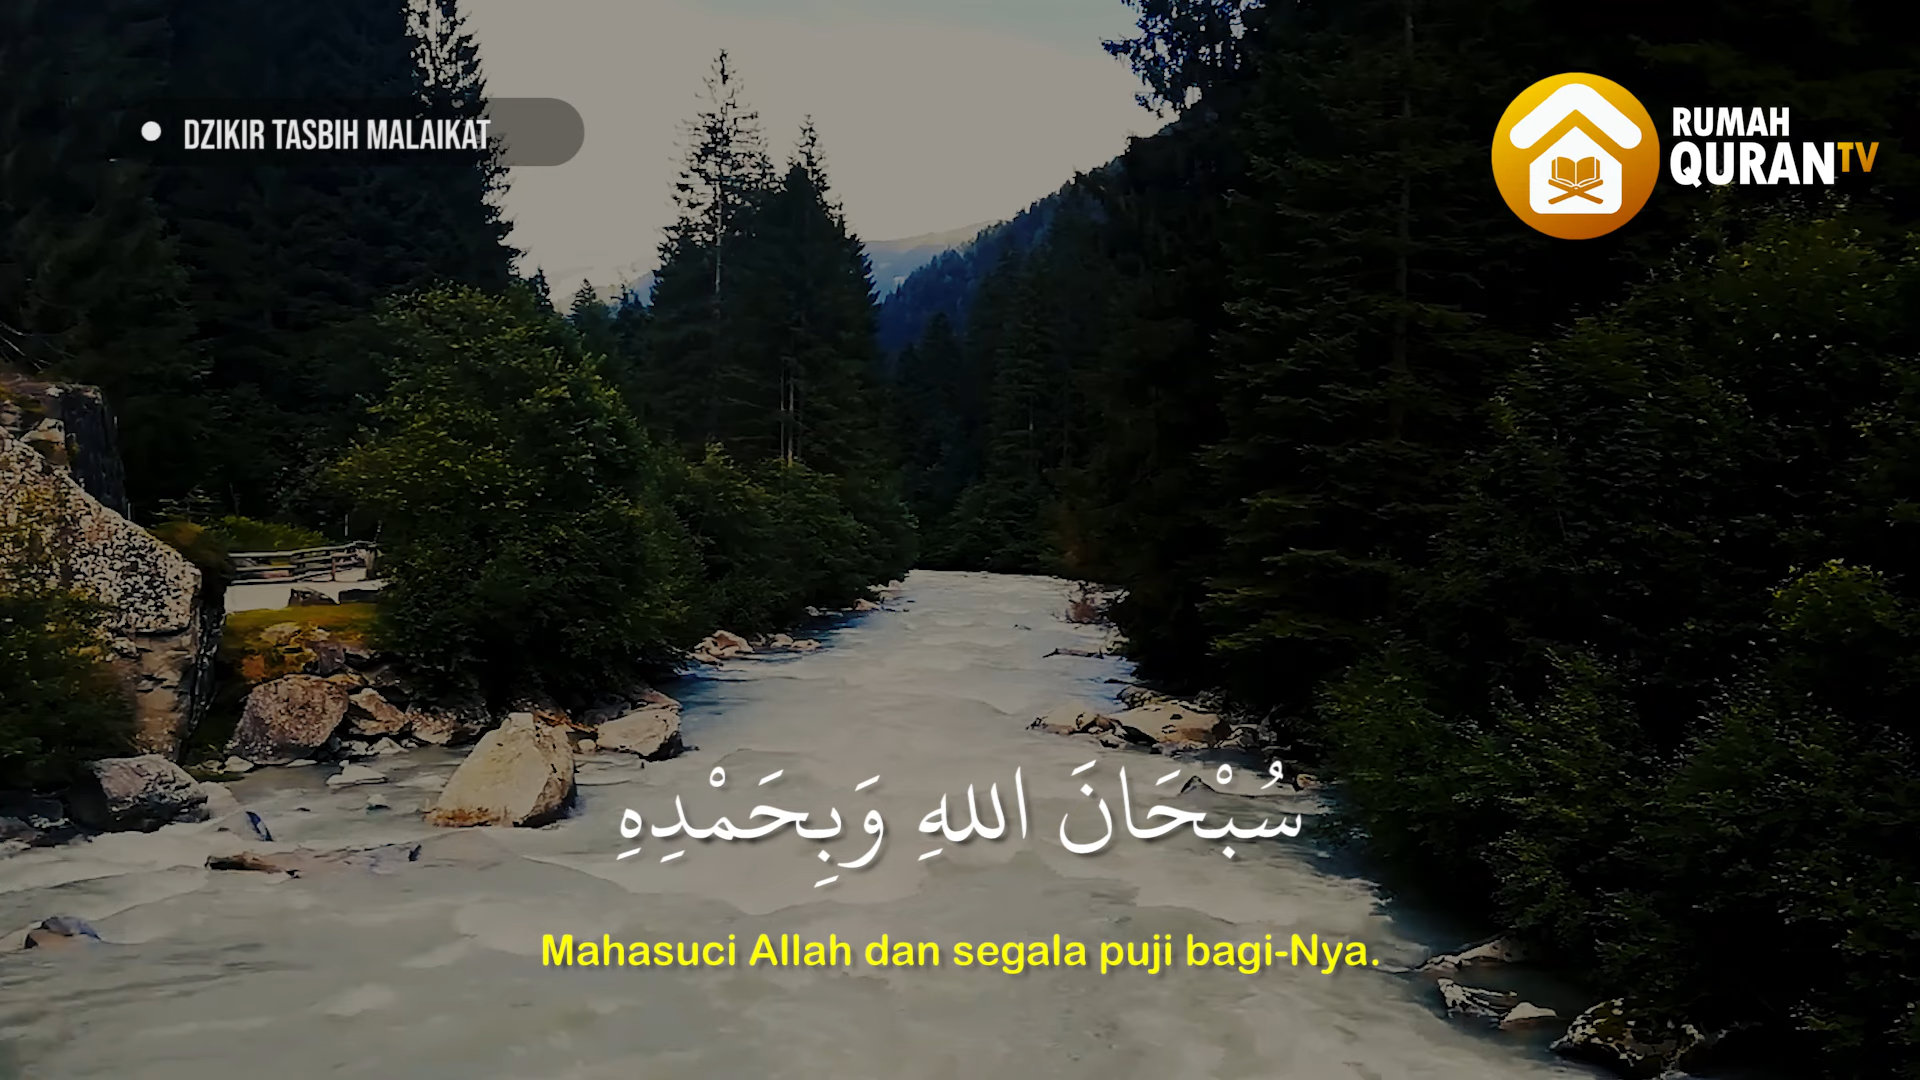 DZIKIR TASBIH MALAIKAT
RUMAH
QURANTV
سُبْحَانَ اللهِ وَبِحَمْدِهِ
Mahasuci Allah dan segala puji bagi-Nya.